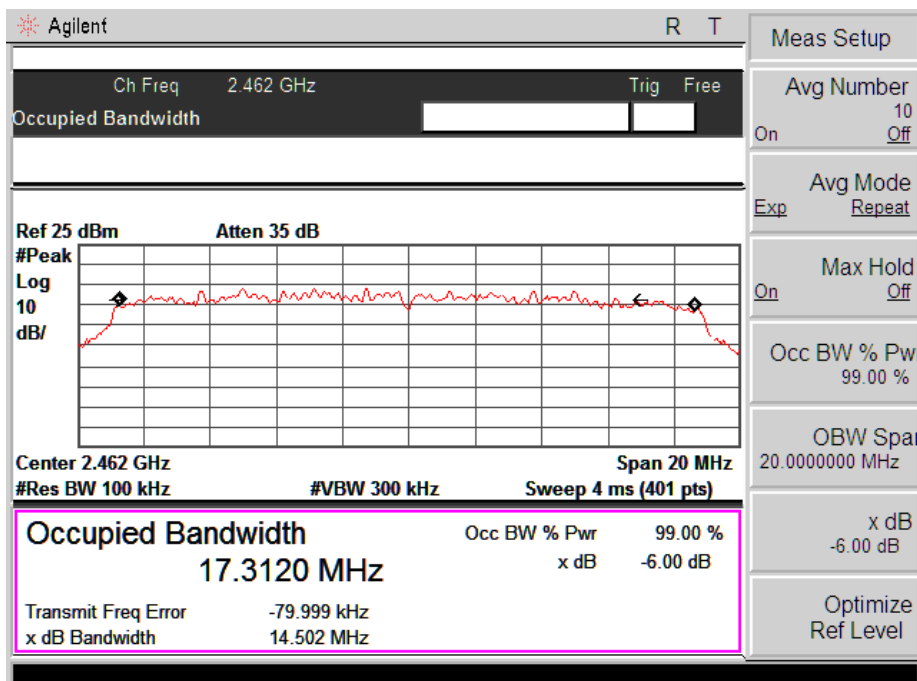 Agilent R T
Ch Freq 2.462 GHz Trig Free
Occupied Bandwidth
Ref 25 dBm Atten 35 dB
#Peak
Log
10
dB/
Center 2.462 GHz Span 20 MHz
#Res BW 100 kHz #VBW 300 kHz Sweep 4 ms (401 pts)
Occupied Bandwidth
17.3120 MHz
Occ BW % Pwr 99.00 %
x dB -6.00 dB
Transmit Freq Error -79.999 kHz
x dB Bandwidth 14.502 MHz
Meas Setup
Avg Number
10
On Off
Avg Mode
Exp Repeat
Max Hold
On Off
Occ BW % Pw
99.00 %
OBW Spa
20.0000000 MHz
x dB
-6.00 dB
Optimize
Ref Level